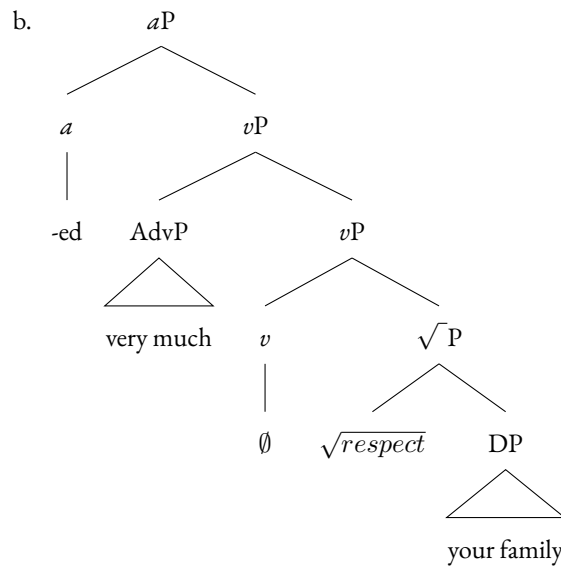 b. aP
a vP
-ed AdvP vP
very much v √ P
∅ √respect DP
your family